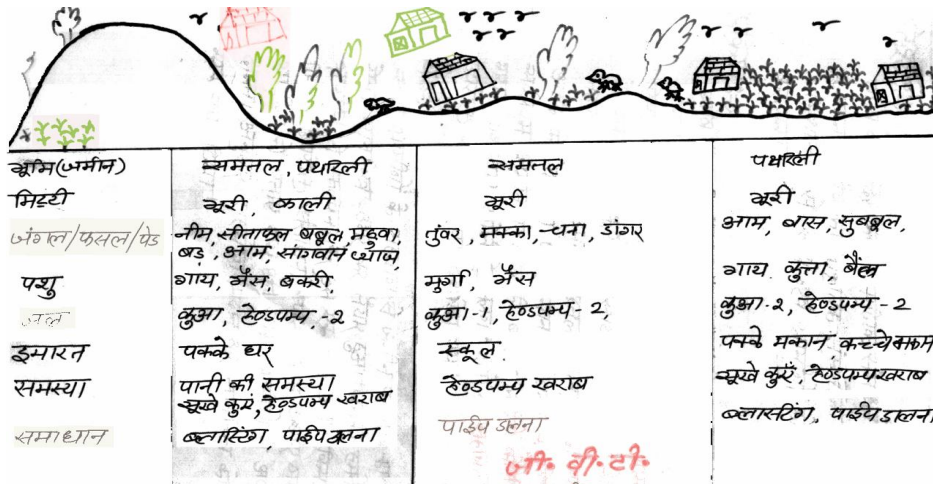 भूमि(जमीन) समतल, पथरिली समतल पथरिली
मिट्टी भूरी, काली भूरी भूरी
जंगल/फसल/पेड नीम, सीताफल, बबूल, महुवा, तुंवर, मक्का, चना, डांगर आम, बास, सुबबूल,
बड़, आम, सागवान
पशु गाय, भैंस, बकरी, मुर्गा, भैंस गाय, कुत्ता, बैल
जल कुआ, हेण्डपम्प -2 कुआ-1, हेण्डपम्प-2, कुआ-2, हेण्डपम्प-2
इमारत पक्के घर स्कूल पक्के मकान कच्चे मकान
समस्या पानी की समस्या हेण्डपम्प खराब सूखे कुएं, हेण्डपम्प खराब
सूखे कुएं, हेण्डपम्प खराब
समाधान ब्लास्टिंग, पाईप डालना पाईप डालना ब्लास्टिंग, पाईप डालना
जी. वी. टी.